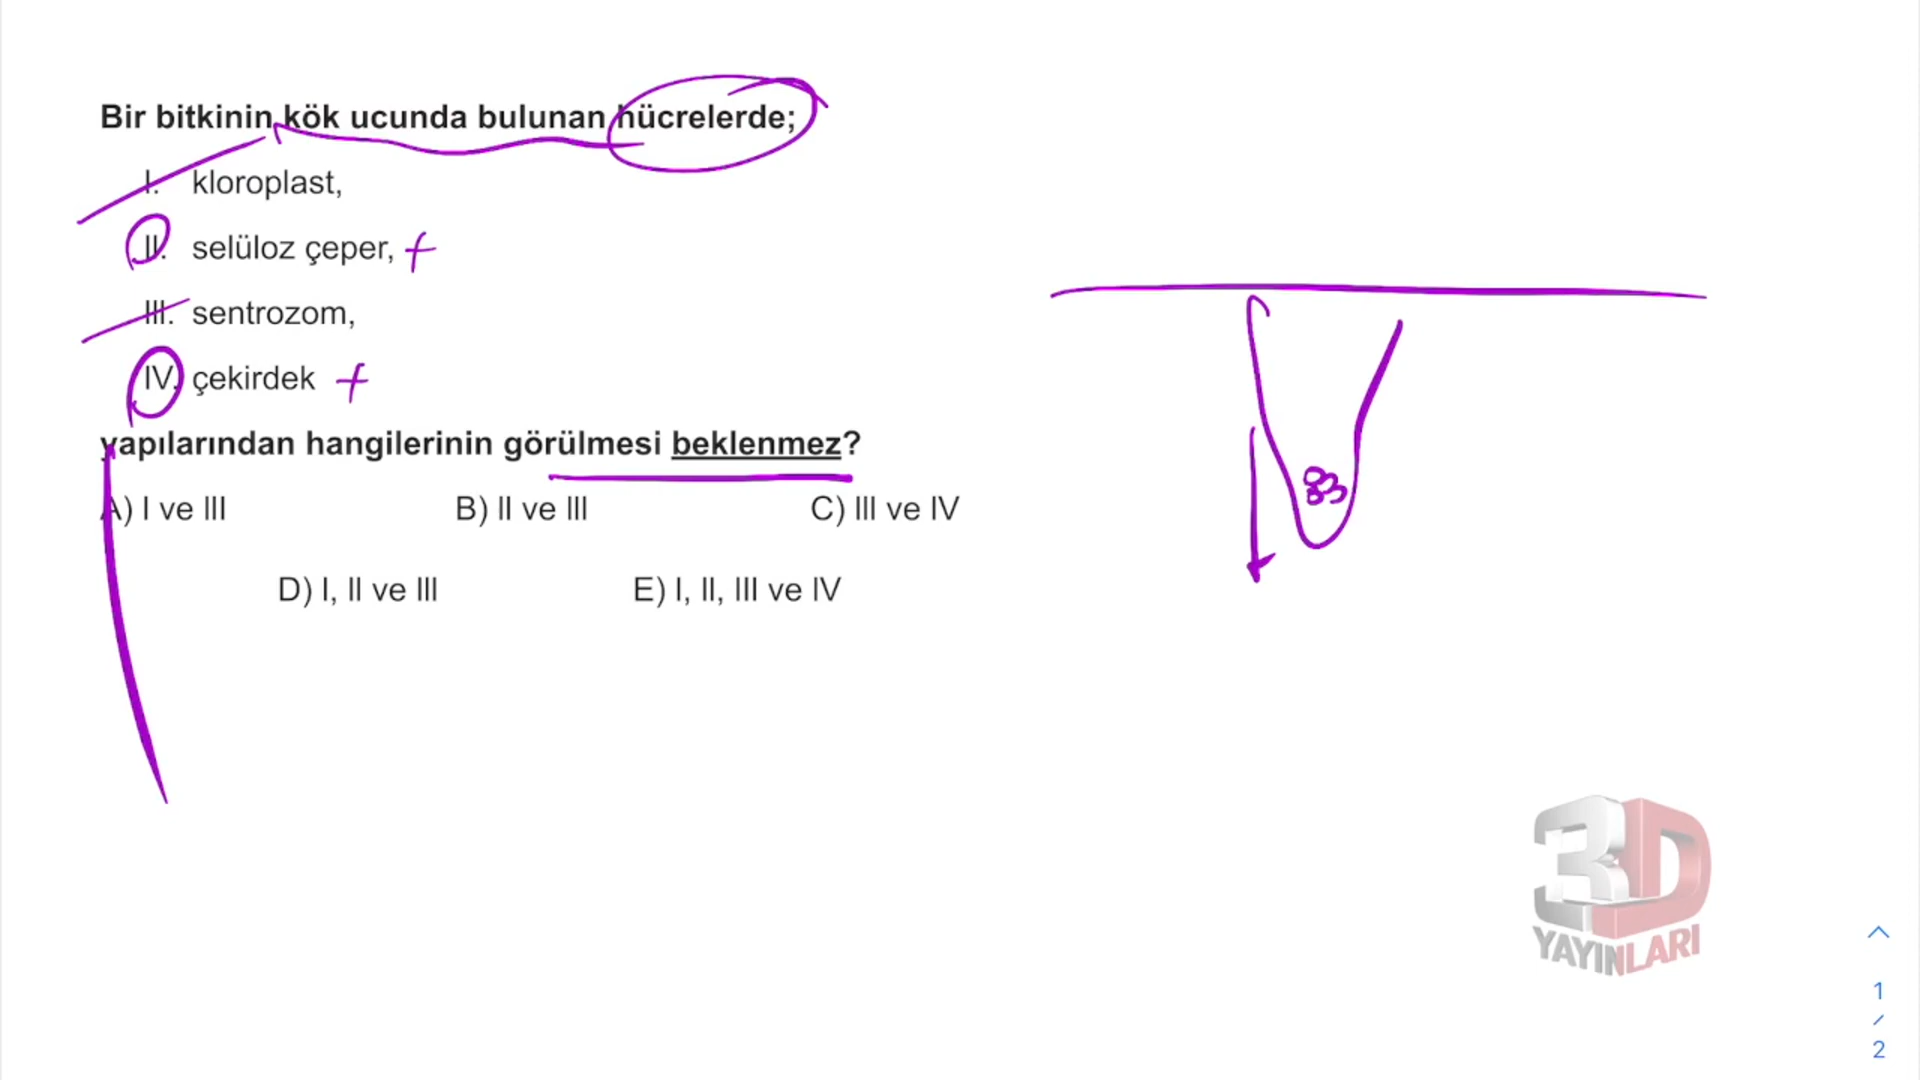 Bir bitkinin kök ucunda bulunan hücrelerde;
I. kloroplast,
II. selüloz çeper, +
III. sentrozom,
IV. çekirdek +
yapılarından hangilerinin görülmesi beklenmez?
A) I ve III B) II ve III C) III ve IV
D) I, II ve III E) I, II, III ve IV
3D
YAYINLARI
1
/
2